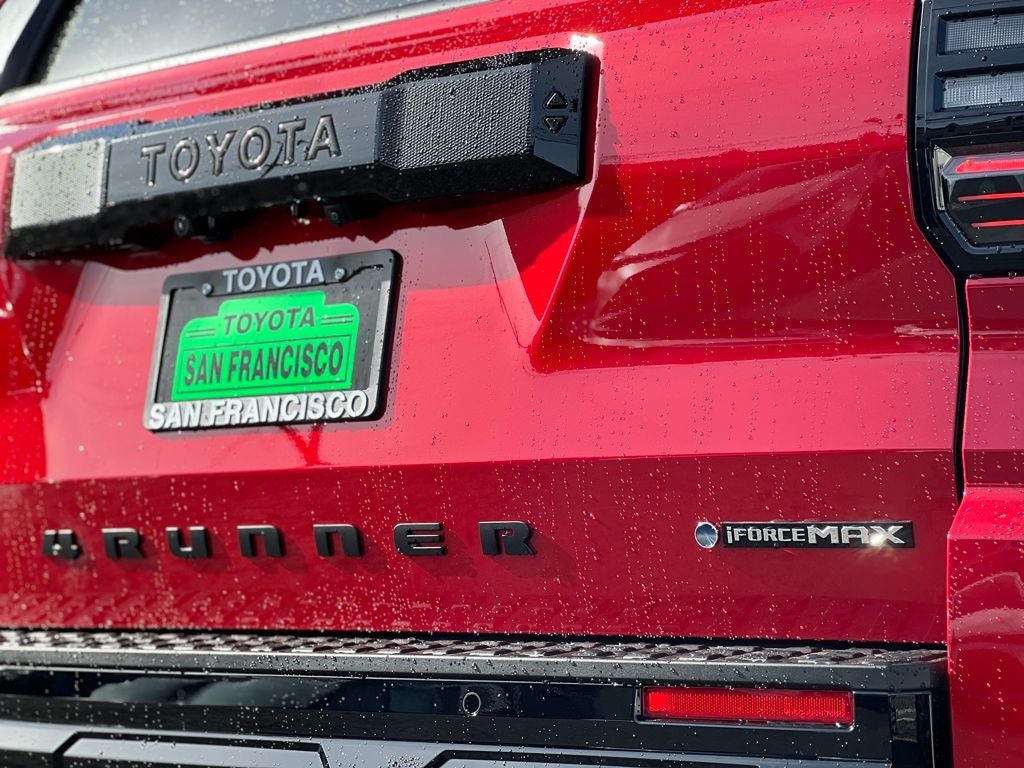 TOYOTA
TOYOTA
TOYOTA
SAN FRANCISCO
SAN FRANCISCO
4RUNNER
iFORCEMAX